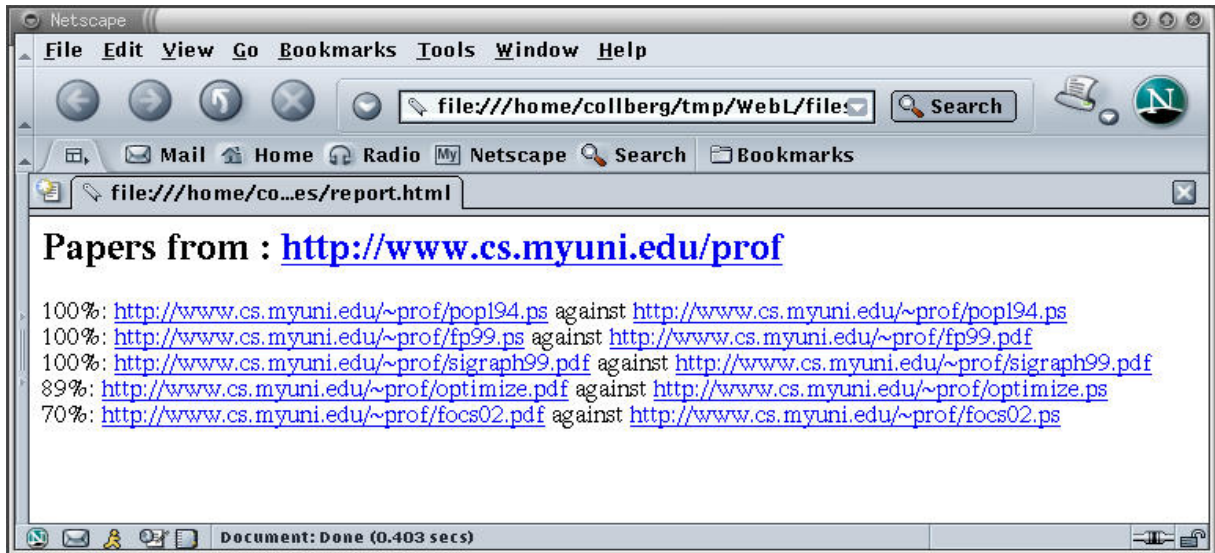 Netscape
File Edit View Go Bookmarks Tools Window Help
file:///home/collberg/tmp/WebL/files Search N
Mail Home Radio My Netscape Search Bookmarks
file:///home/co...es/report.html
Papers from : http://www.cs.myuni.edu/prof
100%: http://www.cs.myuni.edu/~prof/popl94.ps against http://www.cs.myuni.edu/~prof/popl94.ps
100%: http://www.cs.myuni.edu/~prof/fp99.ps against http://www.cs.myuni.edu/~prof/fp99.pdf
100%: http://www.cs.myuni.edu/~prof/sigraph99.pdf against http://www.cs.myuni.edu/~prof/sigraph99.pdf
89%: http://www.cs.myuni.edu/~prof/optimize.pdf against http://www.cs.myuni.edu/~prof/optimize.ps
70%: http://www.cs.myuni.edu/~prof/focs02.pdf against http://www.cs.myuni.edu/~prof/focs02.ps
Document: Done (0.403 secs)